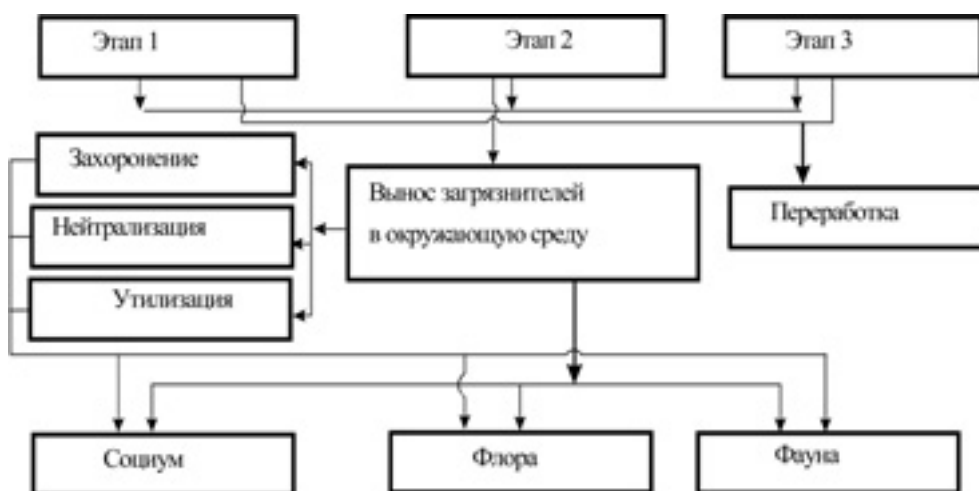 Этап 1
Этап 2
Этап 3
Захоронение
Нейтрализация
Утилизация
Вынос загрязнителей
в окружающую среду
Переработка
Социум
Флора
Фауна